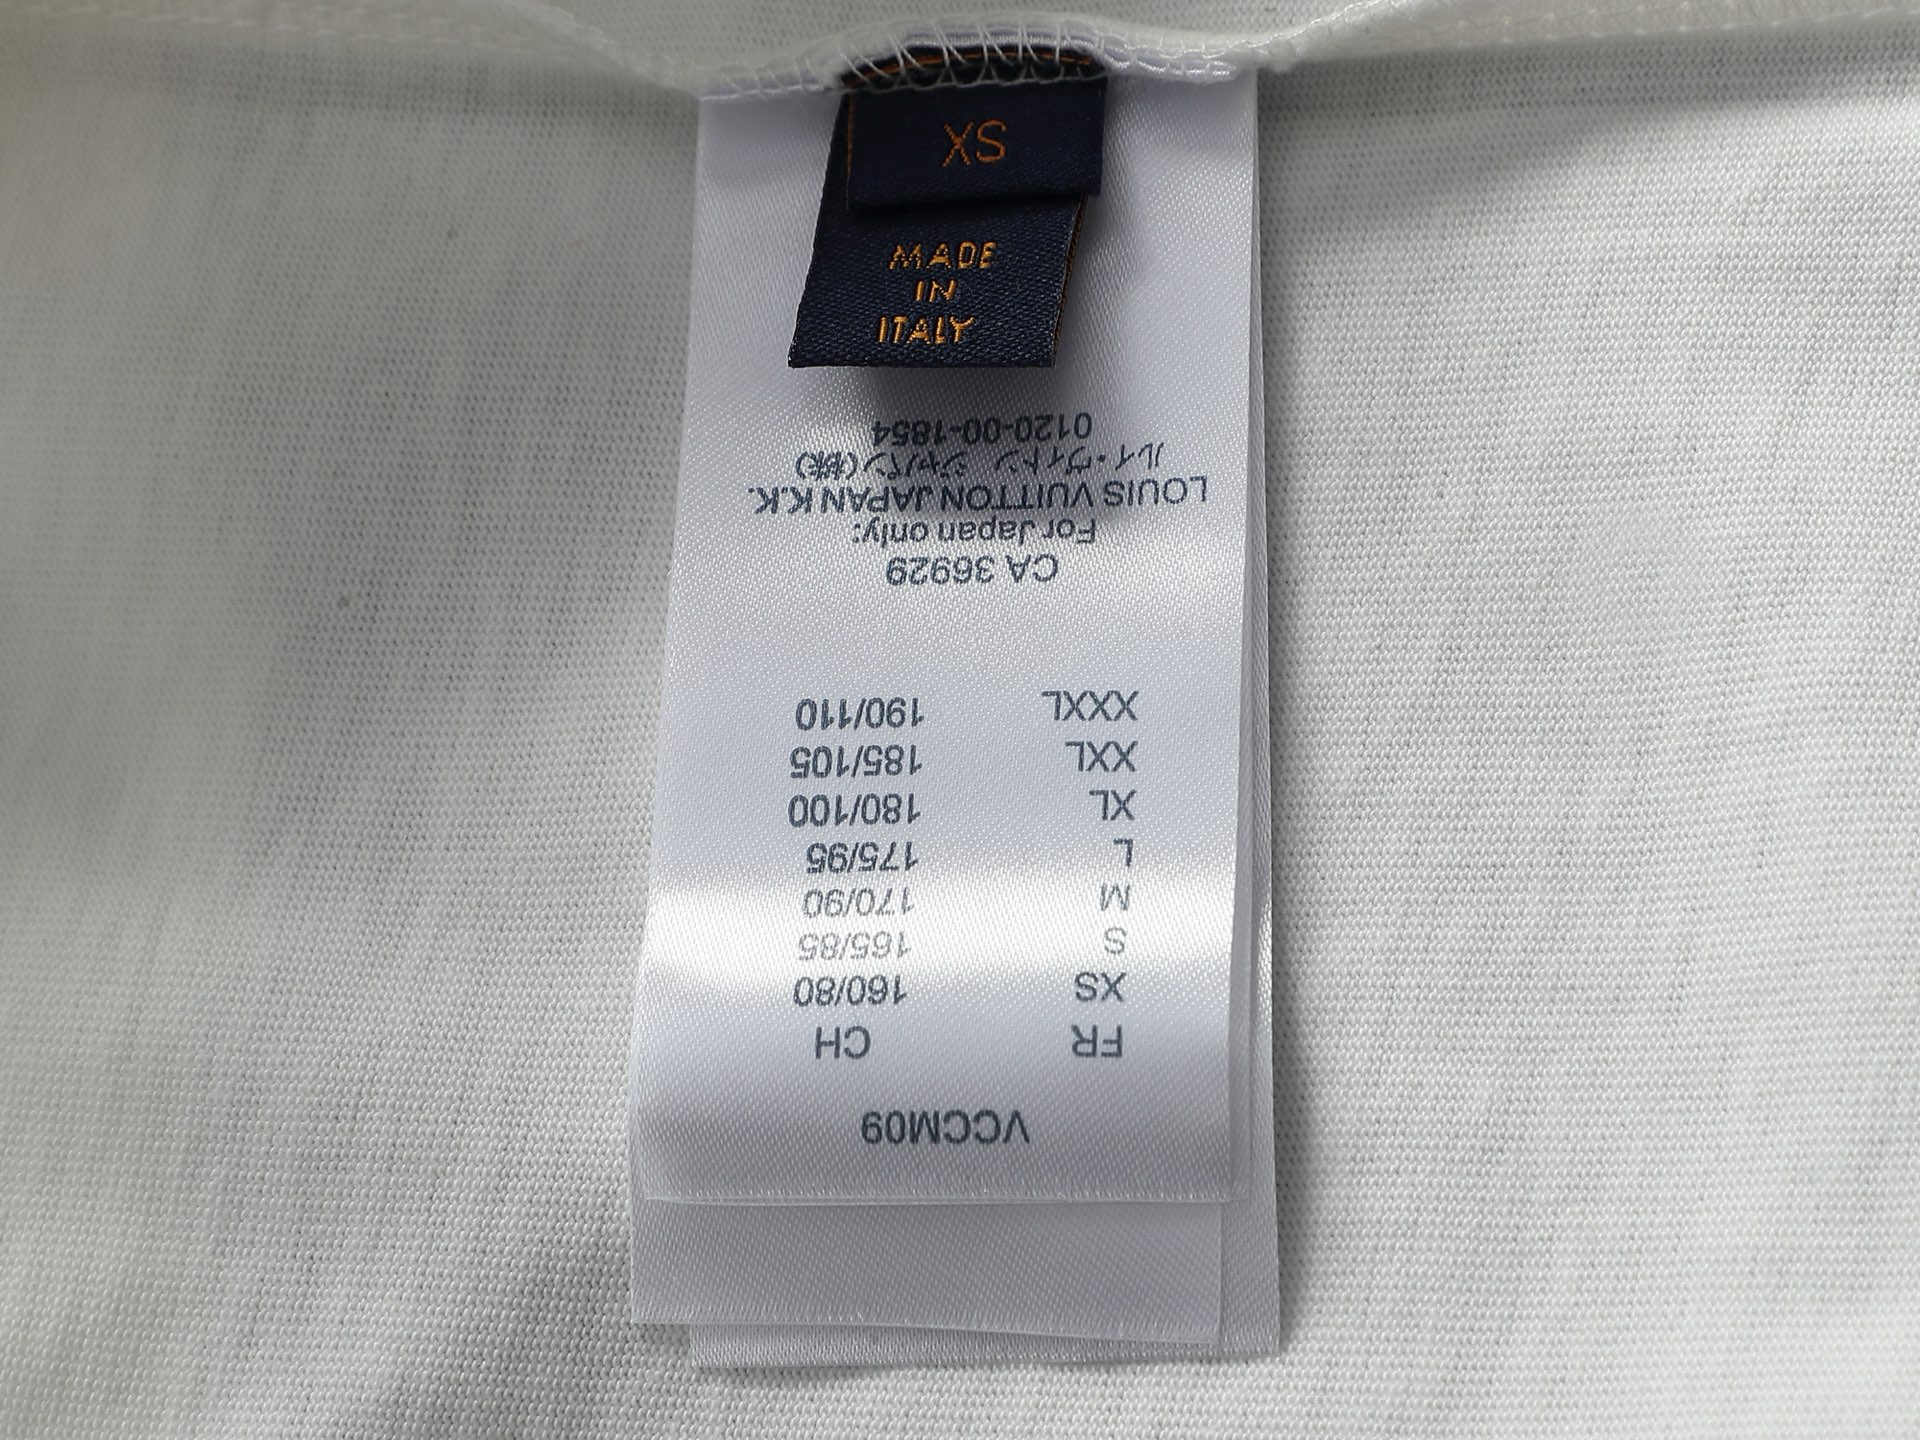 XS
MADE
IN
ITALY
VCCM09
FR CH
XS 160/80
S 165/85
M 170/90
L 175/95
XL 180/100
XXL 185/105
XXXL 190/110
CA 36929
For Japan only:
LOUIS VUITTON JAPAN K.K.
ルイ・ヴィトン ジャパン(株)
0120-00-1854